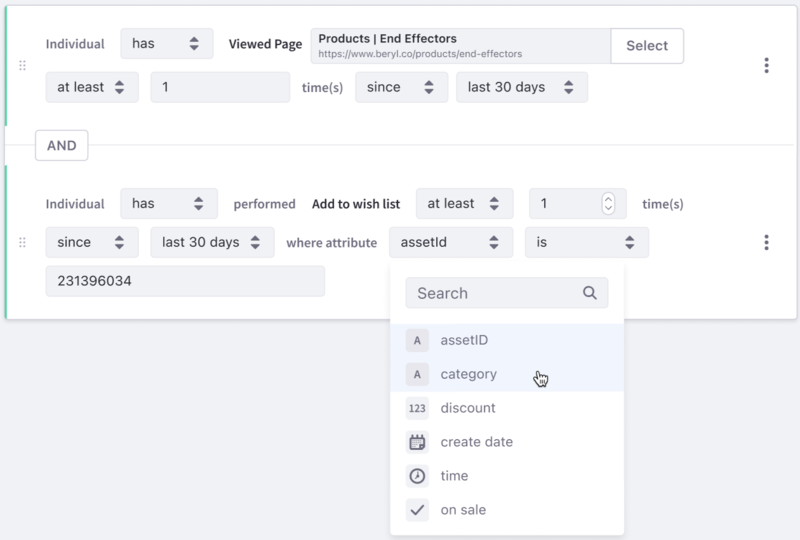 Individual has Viewed Page Products | End Effectors
https://www.beryl.co/products/end-effectors
Select
at least 1 time(s) since last 30 days
AND
Individual has performed Add to wish list at least 1 time(s)
since last 30 days where attribute assetId is
231396034
Search
A assetID
A category
123 discount
create date
time
on sale